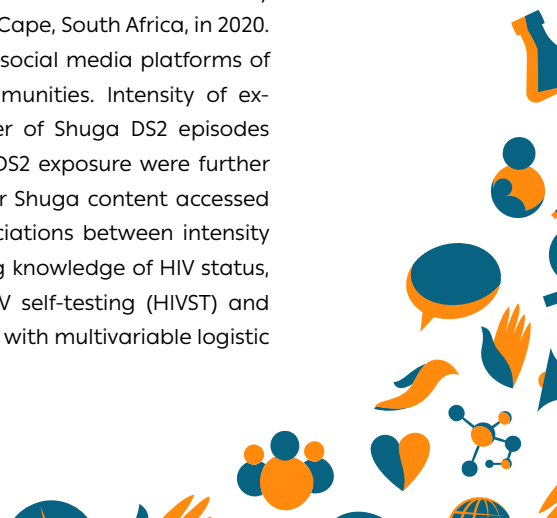 Cape, South Africa, in 2020.
social media platforms of
munities. Intensity of ex-
er of Shuga DS2 episodes
DS2 exposure were further
r Shuga content accessed
ciations between intensity
g knowledge of HIV status,
V self-testing (HIVST) and
with multivariable logistic